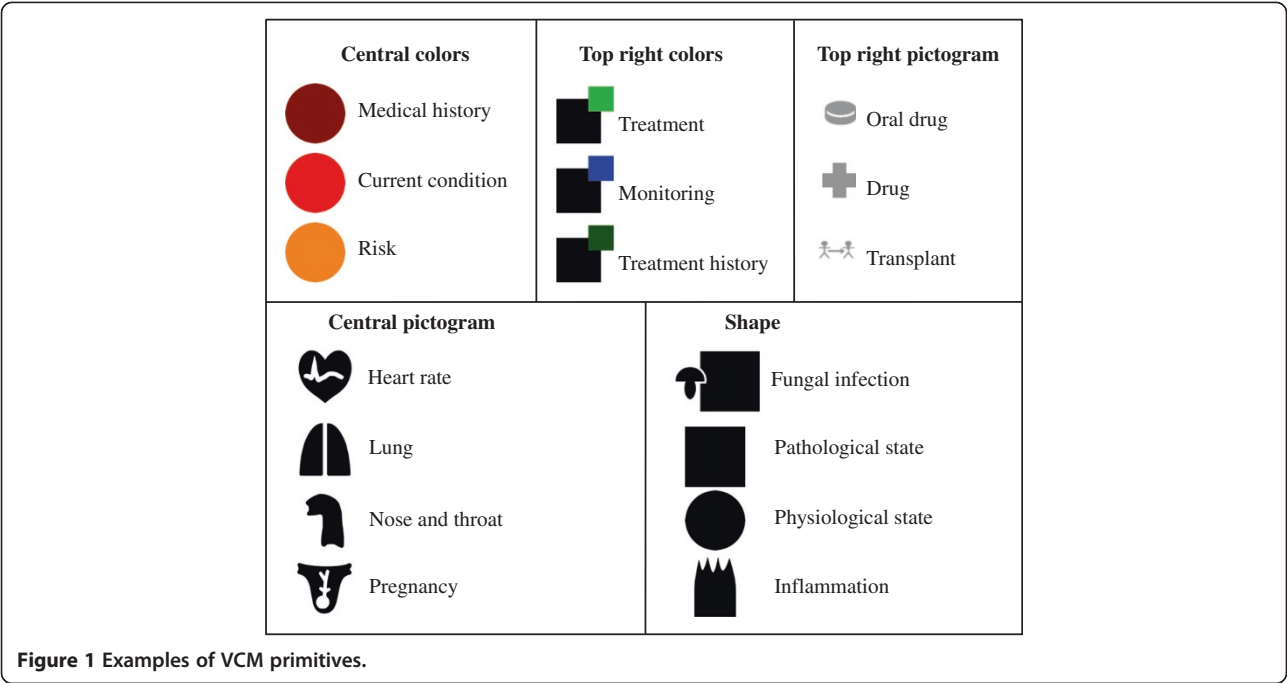 Central colors
Medical history
Current condition
Risk
Top right colors
Treatment
Monitoring
Treatment history
Top right pictogram
Oral drug
Drug
Transplant
Central pictogram
Heart rate
Lung
Nose and throat
Pregnancy
Shape
Fungal infection
Pathological state
Physiological state
Inflammation
Figure 1 Examples of VCM primitives.